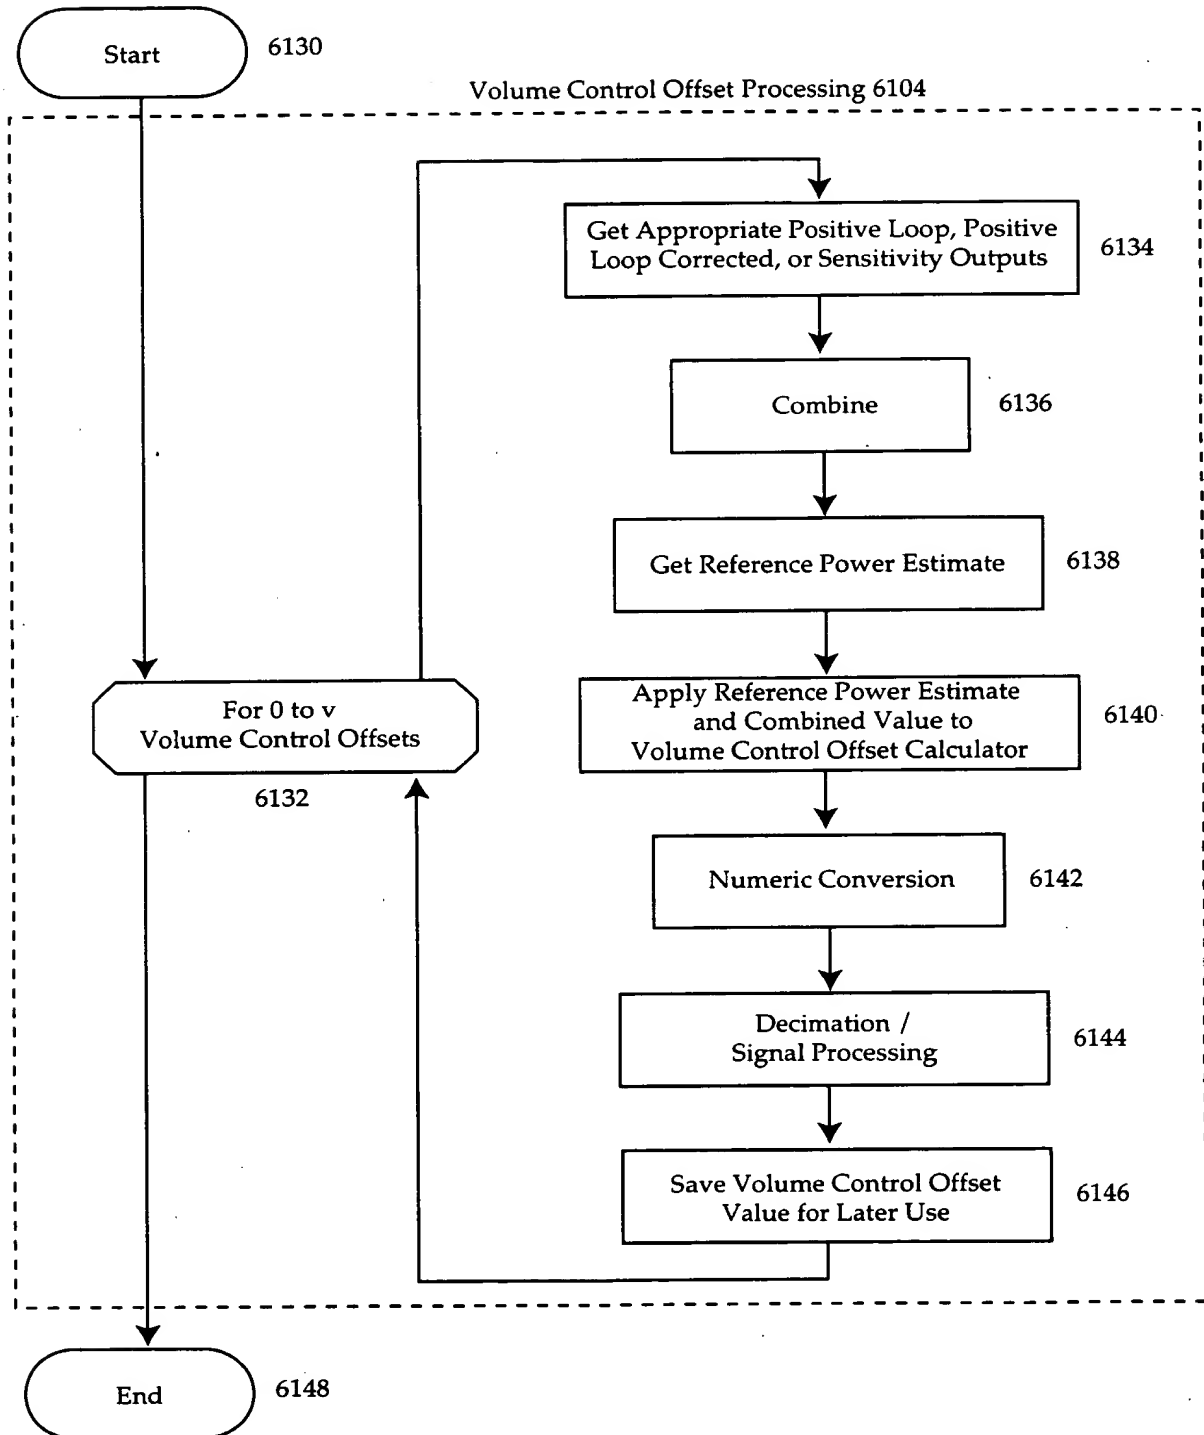 Start
6130
Volume Control Offset Processing 6104
Get Appropriate Positive Loop, Positive
Loop Corrected, or Sensitivity Outputs
6134
Combine
6136
Get Reference Power Estimate
6138
For 0 to v
Volume Control Offsets
6132
Apply Reference Power Estimate
and Combined Value to
Volume Control Offset Calculator
6140
Numeric Conversion
6142
Decimation /
Signal Processing
6144
Save Volume Control Offset
Value for Later Use
6146
End
6148